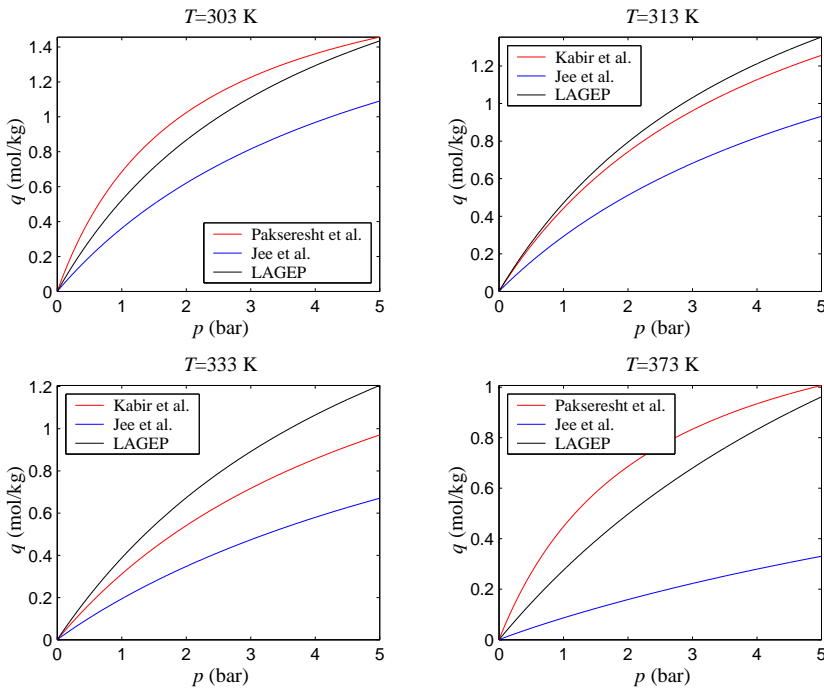 T=303 K
1.4
1.2
1
0.8
0.6
0.4
0.2
0
q (mol/kg)
Pakseresht et al.
Jee et al.
LAGEP
0 1 2 3 4 5
p (bar)
T=313 K
1.2
1
0.8
0.6
0.4
0.2
0
q (mol/kg)
Kabir et al.
Jee et al.
LAGEP
0 1 2 3 4 5
p (bar)
T=333 K
1.2
1
0.8
0.6
0.4
0.2
0
q (mol/kg)
Kabir et al.
Jee et al.
LAGEP
0 1 2 3 4 5
p (bar)
T=373 K
1
0.8
0.6
0.4
0.2
0
q (mol/kg)
Pakseresht et al.
Jee et al.
LAGEP
0 1 2 3 4 5
p (bar)